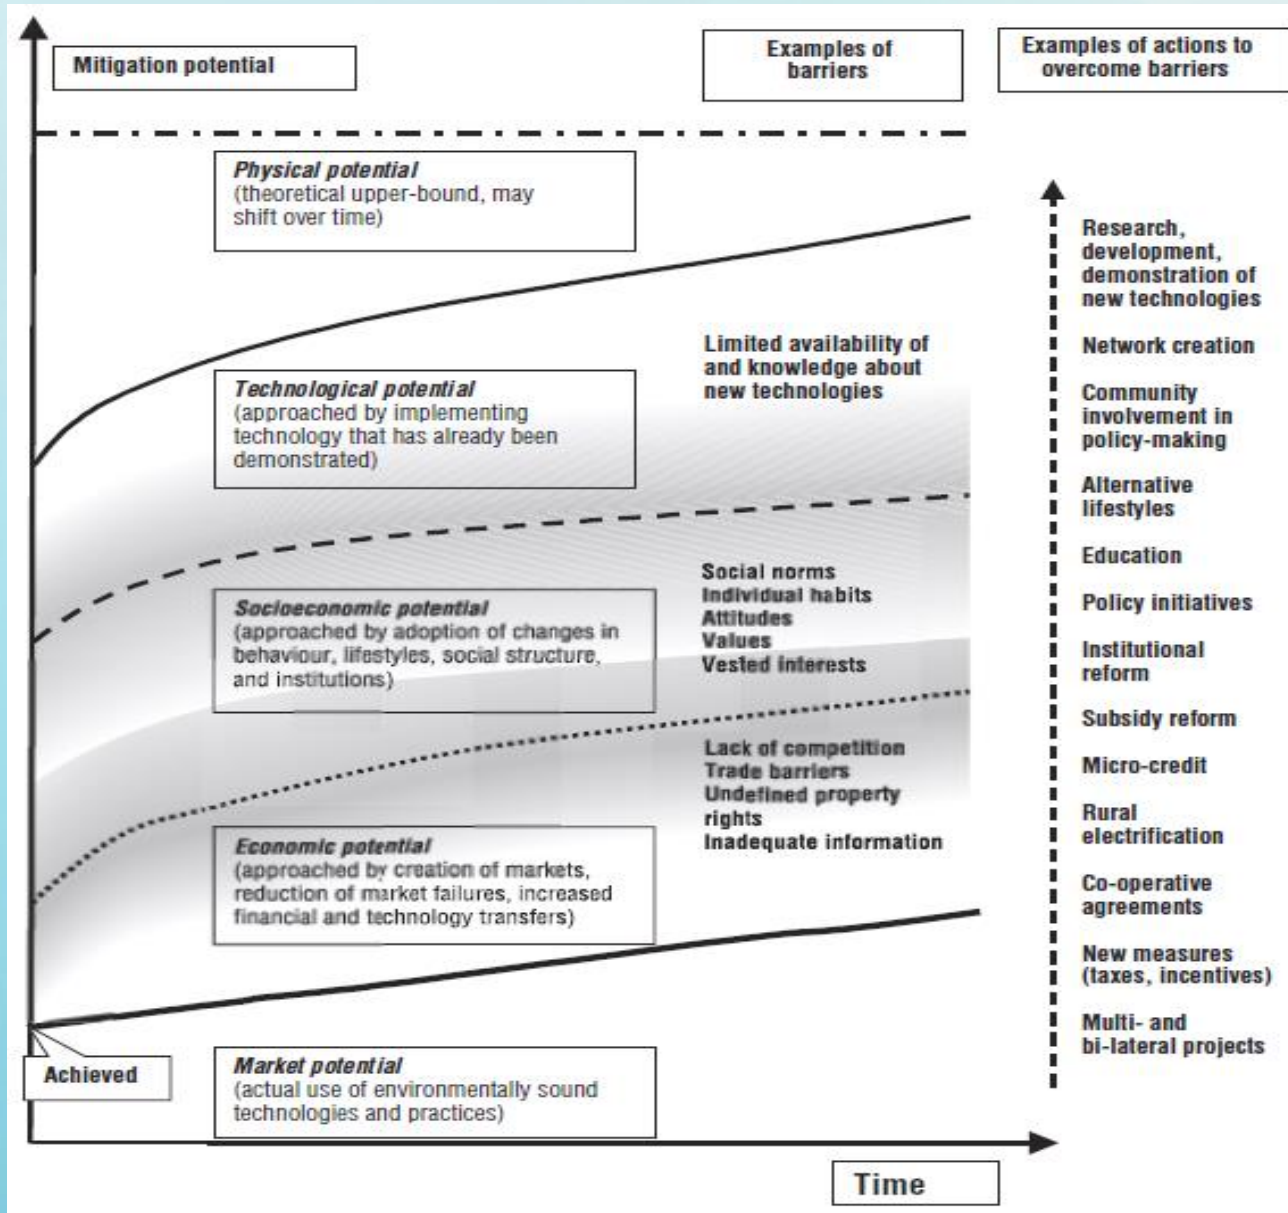 Mitigation potential
Examples of
barriers
Examples of actions to
overcome barriers
Physical potential
(theoretical upper-bound, may
shift over time)
Technological potential
(approached by implementing
technology that has already been
demonstrated)
Socioeconomic potential
(approached by adoption of changes in
behaviour, lifestyles, social structure,
and institutions)
Economic potential
(approached by creation of markets,
reduction of market failures, increased
financial and technology transfers)
Achieved
Market potential
(actual use of environmentally sound
technologies and practices)
Limited availability of
and knowledge about
new technologies
Social norms
Individual habits
Attitudes
Values
Vested interests
Lack of competition
Trade barriers
Undefined property
rights
Inadequate information
Research,
development,
demonstration of
new technologies
Network creation
Community
involvement in
policy-making
Alternative
lifestyles
Education
Policy initiatives
Institutional
reform
Subsidy reform
Micro-credit
Rural
electrification
Co-operative
agreements
New measures
(taxes, incentives)
Multi- and
bi-lateral projects
Time